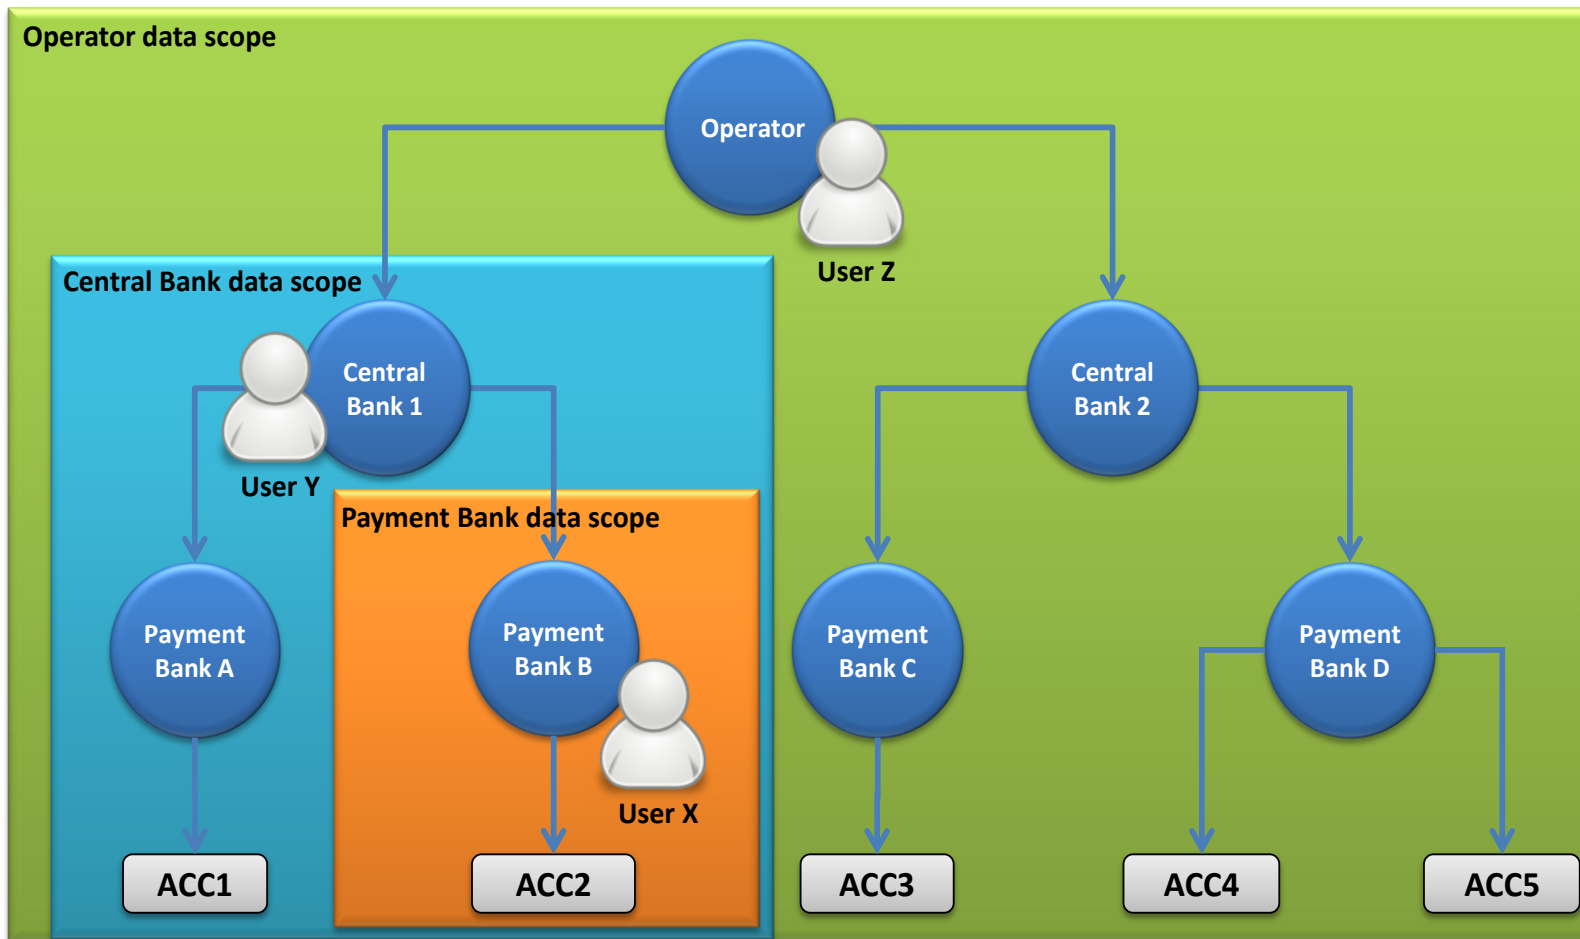 Operator data scope
Operator
User Z
Central Bank data scope
Central
Bank 1
User Y
Central
Bank 2
Payment Bank data scope
Payment
Bank A
Payment
Bank B
User X
Payment
Bank C
Payment
Bank D
ACC1
ACC2
ACC3
ACC4
ACC5